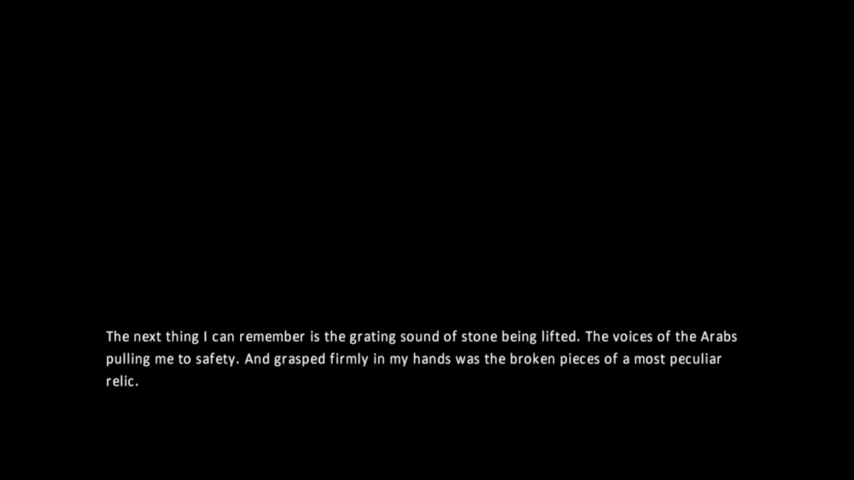 The next thing I can remember is the grating sound of stone being lifted. The voices of the Arabs
pulling me to safety. And grasped firmly in my hands was the broken pieces of a most peculiar
relic.